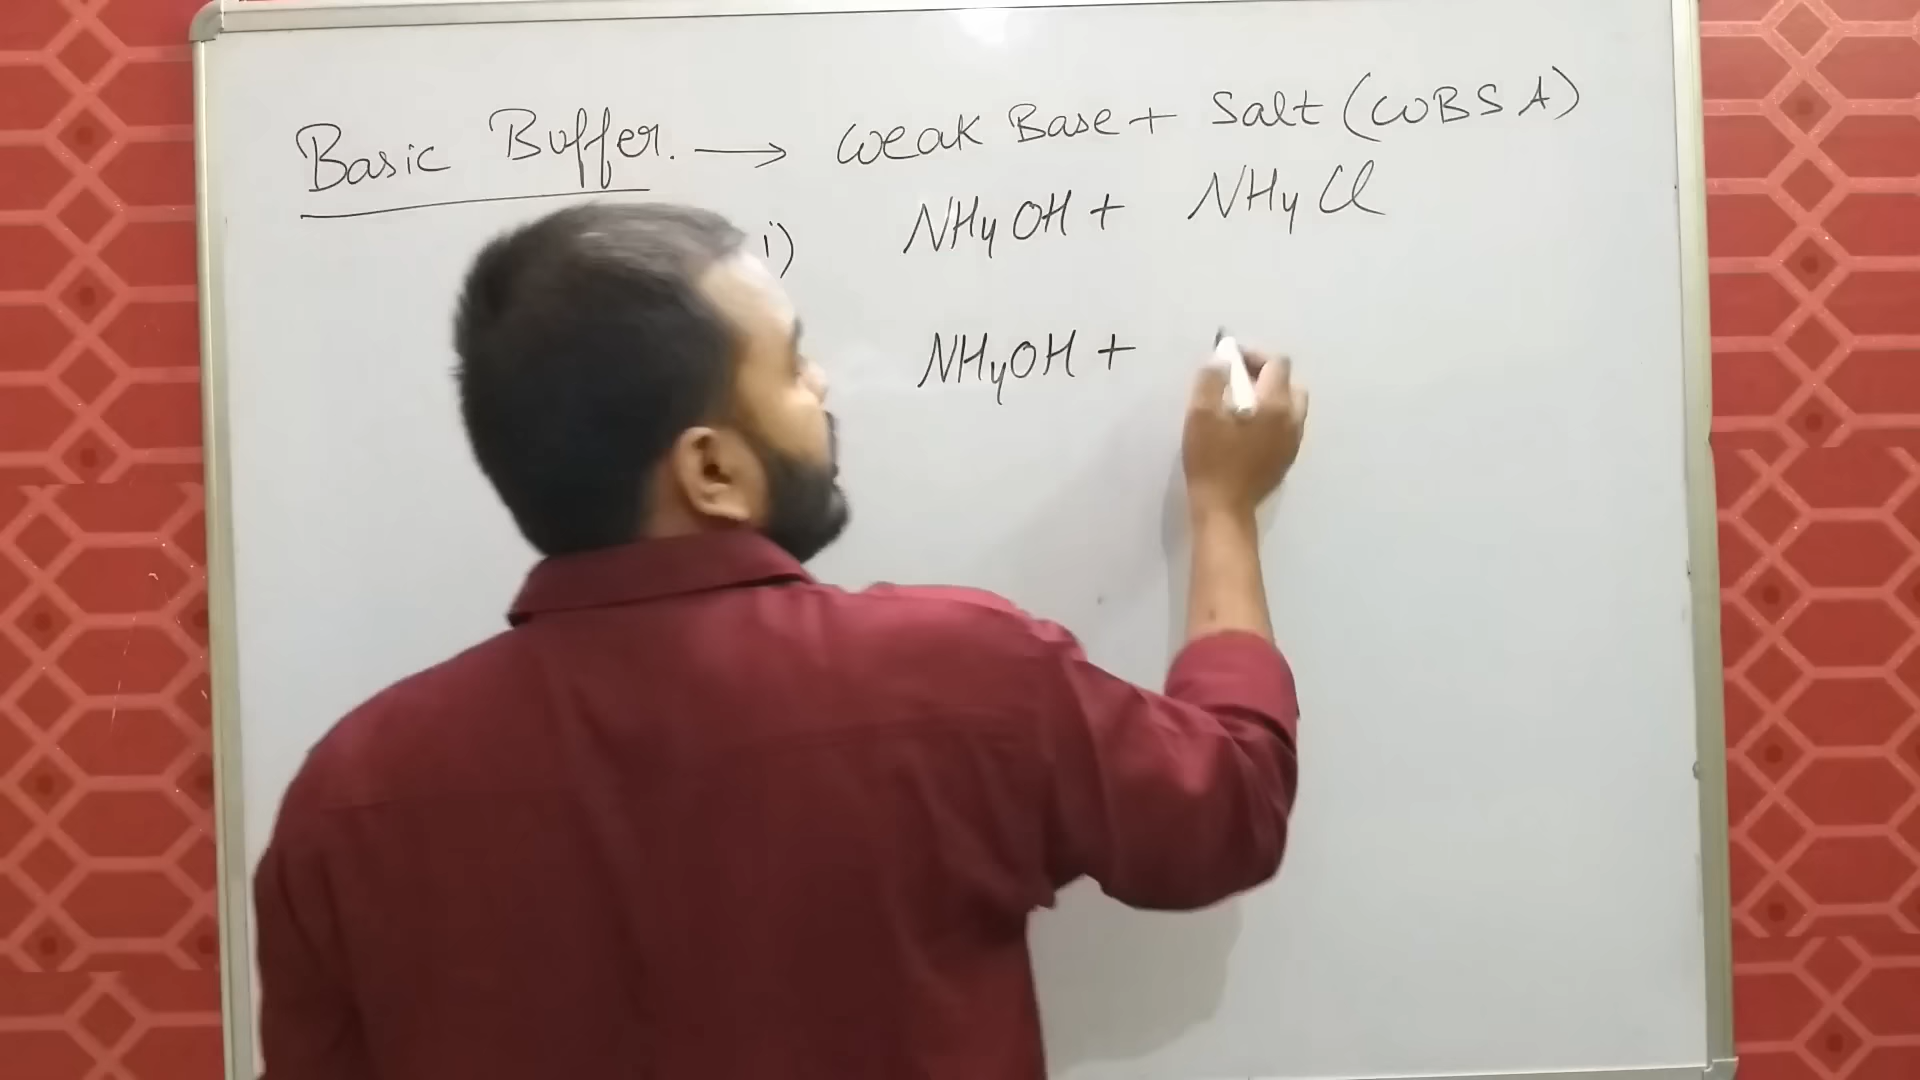 Basic Buffer. → Weak Base + Salt (WBSA)
i) NH4OH + NH4Cl
NH4OH +